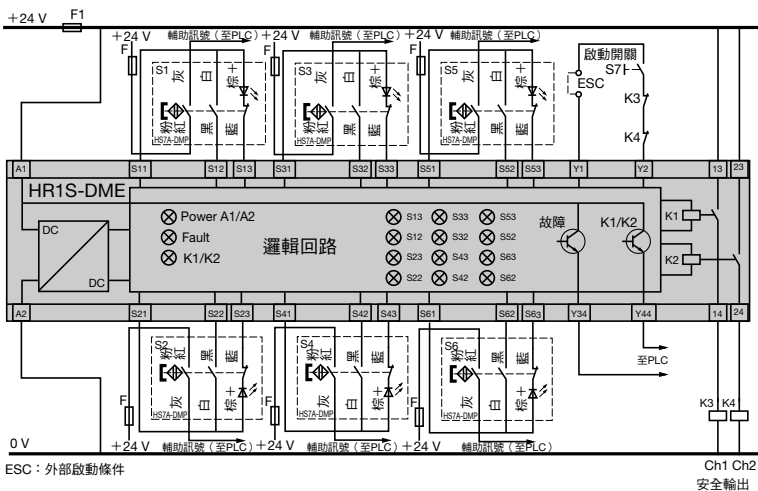 +24 V F1
+24 V 輔助訊號（至PLC）+24 V 輔助訊號（至PLC）+24 V 輔助訊號（至PLC）
F F F
啟動開關
S1 灰 白 棕 +
S3 灰 白 棕 +
S5 灰 白 棕 +
S7
ESC
K3
K4
粉紅 黑 藍
粉紅 黑 藍
粉紅 黑 藍
HS7A-DMP HS7A-DMP HS7A-DMP
A1 S11 S12 S13 S31 S32 S33 S51 S52 S53 Y1 Y2 13 23
HR1S-DME
DC
DC
Power A1/A2
Fault
K1/K2
邏輯回路
S13 S33 S53
S12 S32 S52
S23 S43 S63
S22 S42 S62
故障 K1/K2
K1
K2
A2 S21 S22 S23 S41 S42 S43 S61 S62 S63 Y34 Y44 14 24
S2 粉紅 黑 藍
S4 粉紅 黑 藍
S6 粉紅 黑 藍
至PLC
灰 白 棕 +
灰 白 棕 +
灰 白 棕 +
HS7A-DMP HS7A-DMP HS7A-DMP
F F F
K3 K4
0 V
+24 V 輔助訊號（至PLC）+24 V 輔助訊號（至PLC）+24 V 輔助訊號（至PLC）
ESC：外部啟動條件
Ch1 Ch2
安全輸出